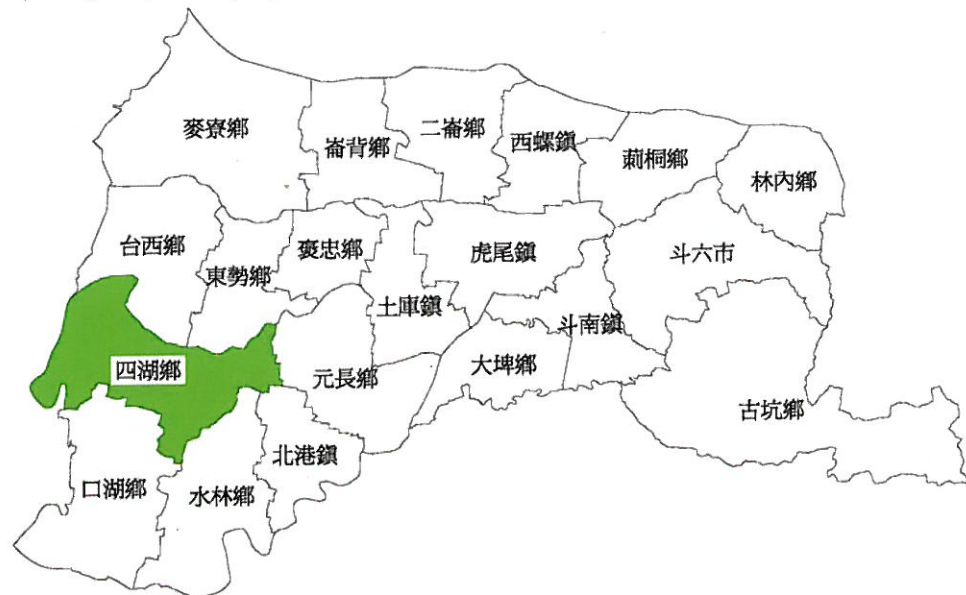 麥寮鄉
崙背鄉
二崙鄉
西螺鎮
莿桐鄉
林內鄉
台西鄉
東勢鄉
褒忠鄉
土庫鎮
虎尾鎮
斗六市
斗南鎮
四湖鄉
元長鄉
大埤鄉
古坑鄉
口湖鄉
水林鄉
北港鎮